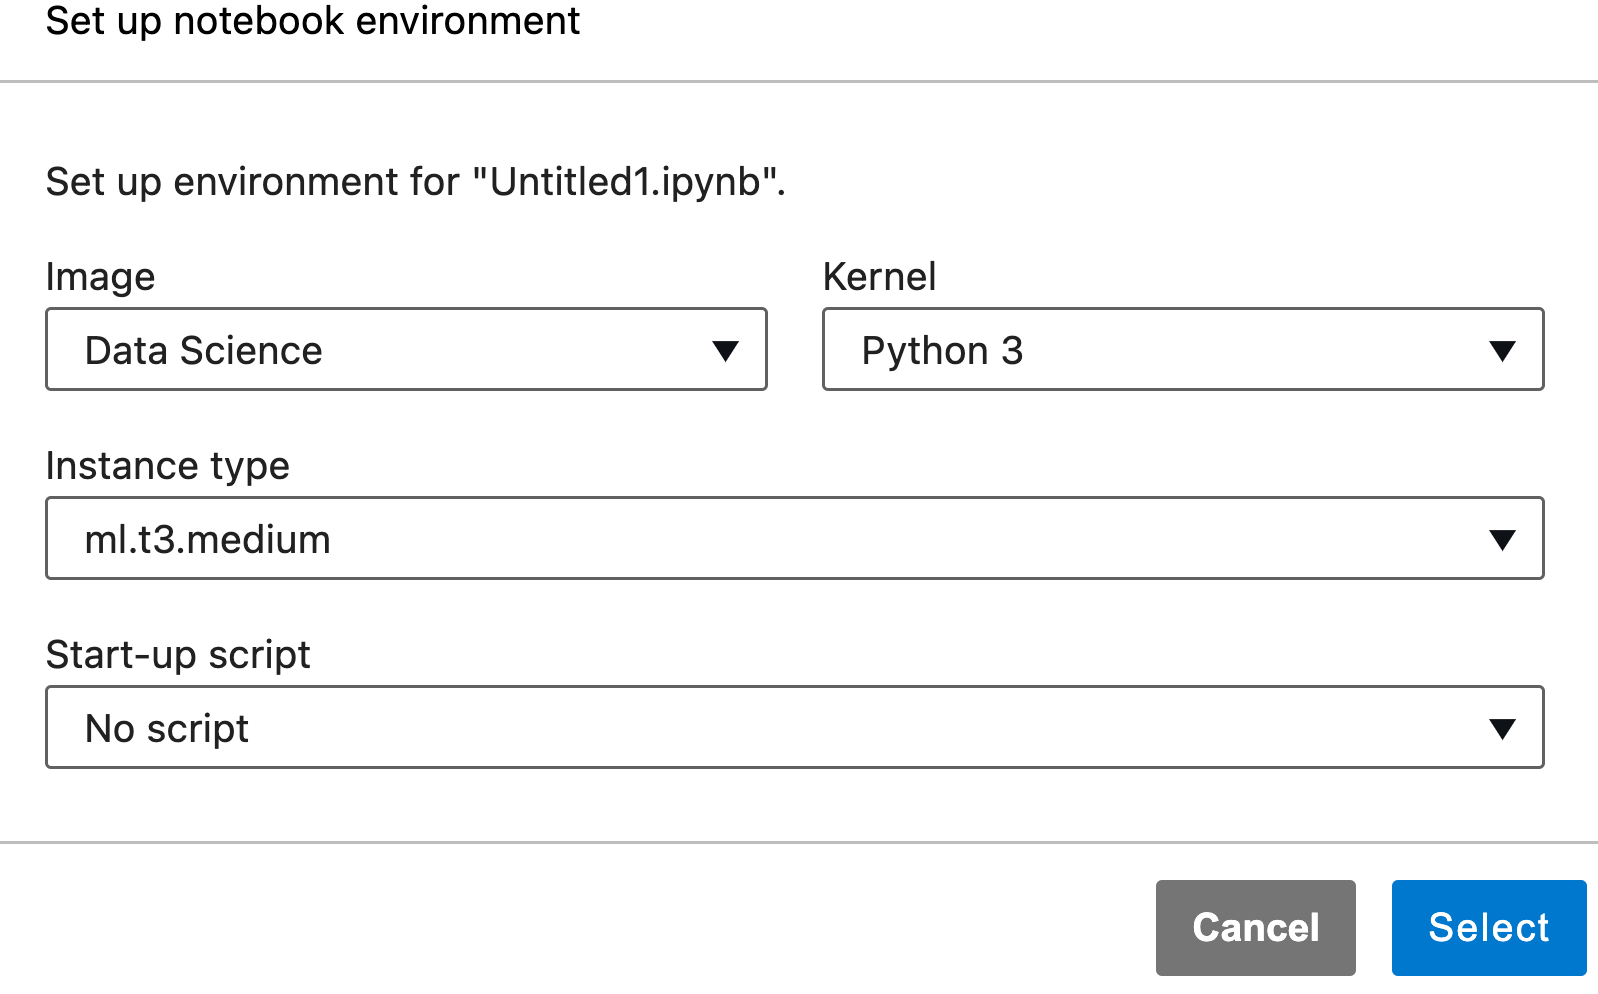 Set up notebook environment
Set up environment for "Untitled1.ipynb".
Image
Data Science
Kernel
Python 3
Instance type
ml.t3.medium
Start-up script
No script
Cancel
Select